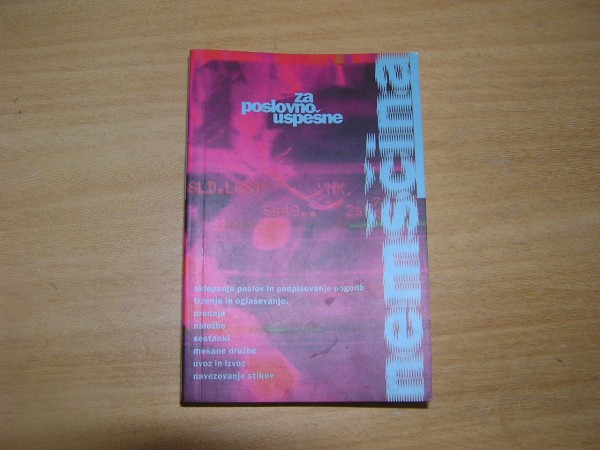 za
poslovno
uspešne
nemščina
sklepanje poslov in podpisovanje pogodb
trženje in oglaševanje,
prodaja
naložbe
sestanki
mešane družbe
uvoz in izvoz
navezovanje stikov